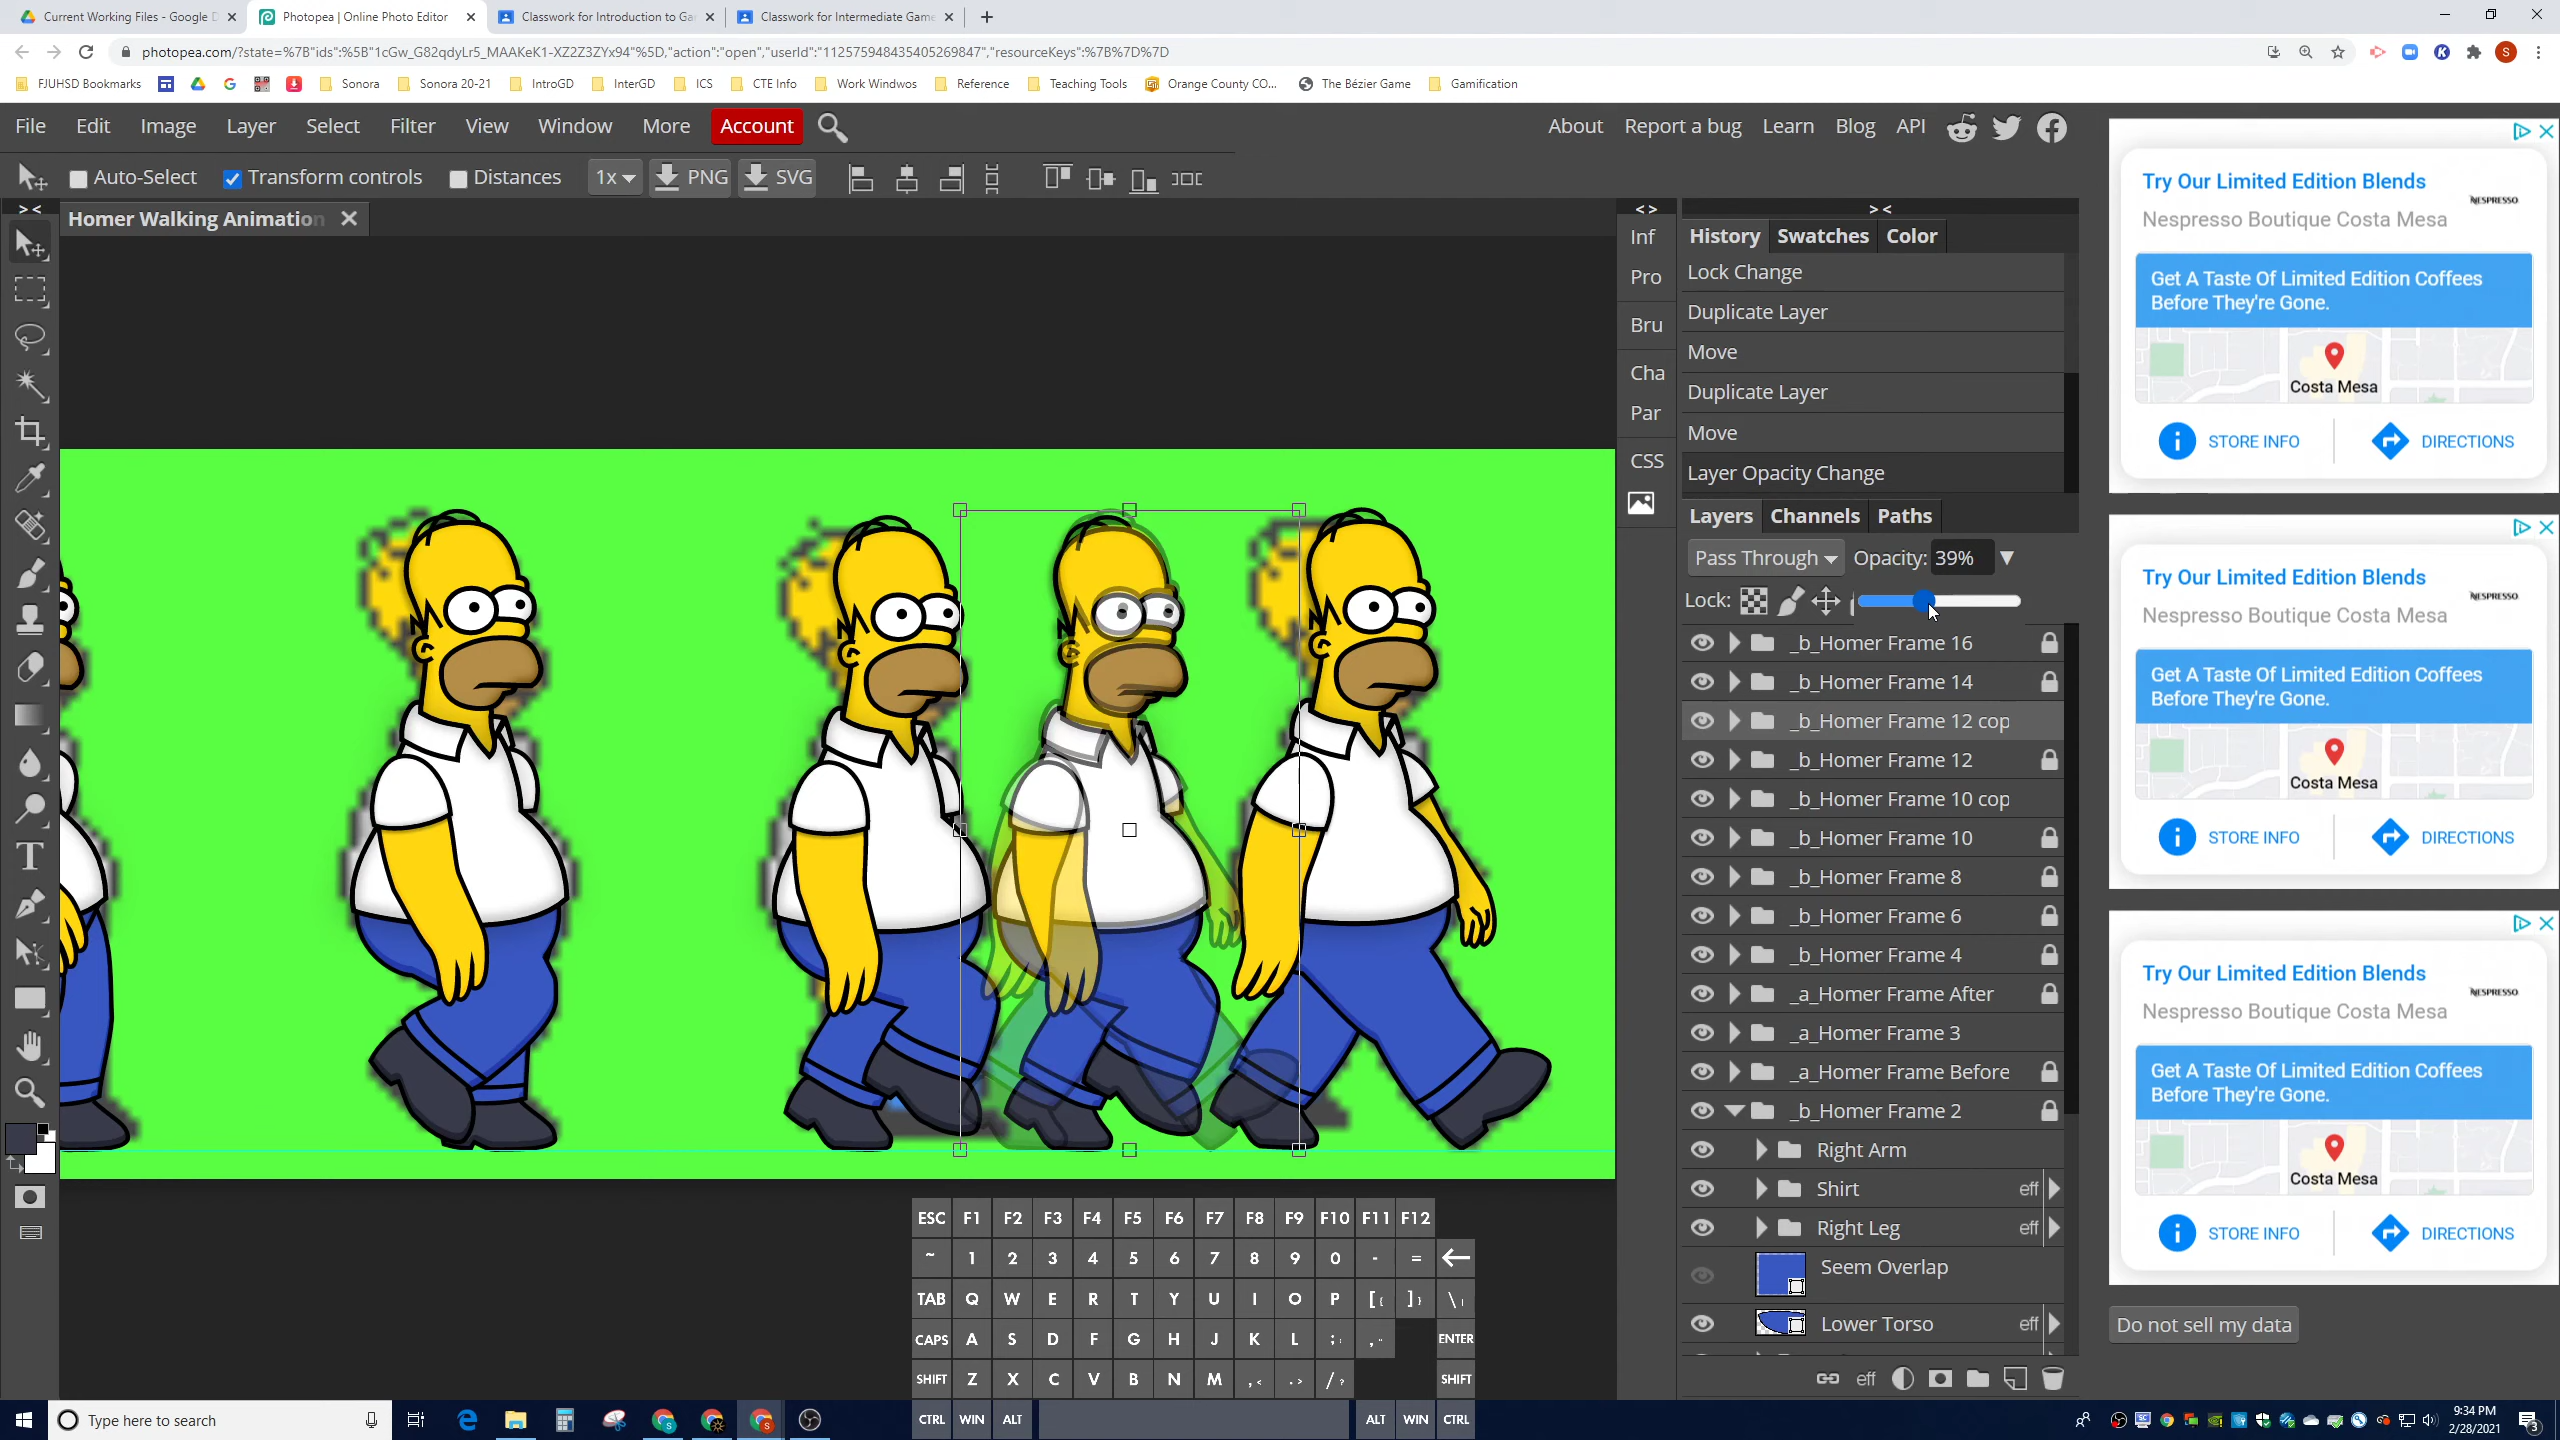 Current Working Files - Google D
Photopea | Online Photo Editor
Classwork for Introduction to Ga
Classwork for Intermediate Game
photopea.com/?state=%7B"ids":%5B"1cGw_G82qdyLr5_MAAKeK1-XZ2Z3ZYx94"%5D,"action":"open","userId":"112575948435405269847","resourceKeys":%7B%7D%7D
S
FJUHSD Bookmarks
Sonora
Sonora 20-21
IntroGD
InterGD
ICS
CTE Info
Work Windwos
Reference
Teaching Tools
Orange County CO...
The Bézier Game
Gamification
File Edit Image Layer Select Filter View Window More Account
About Report a bug Learn Blog API
Auto-Select Transform controls Distances 1x PNG SVG
> <
Homer Walking Animation
< >
Inf
Pro
Bru
Cha
Par
CSS
> <
History Swatches Color
Lock Change
Duplicate Layer
Move
Duplicate Layer
Move
Layer Opacity Change
Layers Channels Paths
Pass Through Opacity: 39%
Lock:
_b_Homer Frame 16
_b_Homer Frame 14
_b_Homer Frame 12 cop
_b_Homer Frame 12
_b_Homer Frame 10 cop
_b_Homer Frame 10
_b_Homer Frame 8
_b_Homer Frame 6
_b_Homer Frame 4
_a_Homer Frame After
_a_Homer Frame 3
_a_Homer Frame Before
_b_Homer Frame 2
Right Arm
Shirt eff
Right Leg eff
Seem Overlap
Lower Torso eff
eff
Try Our Limited Edition Blends
Nespresso Boutique Costa Mesa
NESPRESSO
Get A Taste Of Limited Edition Coffees
Before They're Gone.
Costa Mesa
STORE INFO DIRECTIONS
Try Our Limited Edition Blends
Nespresso Boutique Costa Mesa
NESPRESSO
Get A Taste Of Limited Edition Coffees
Before They're Gone.
Costa Mesa
STORE INFO DIRECTIONS
Try Our Limited Edition Blends
Nespresso Boutique Costa Mesa
NESPRESSO
Get A Taste Of Limited Edition Coffees
Before They're Gone.
Costa Mesa
STORE INFO DIRECTIONS
Do not sell my data
ESC F1 F2 F3 F4 F5 F6 F7 F8 F9 F10 F11 F12
~ 1 2 3 4 5 6 7 8 9 0 - =
TAB Q W E R T Y U I O P [ { ] } \ |
CAPS A S D F G H J K L ; : , " ENTER
SHIFT Z X C V B N M , < . > / ? SHIFT
CTRL WIN ALT ALT WIN CTRL
Type here to search
9:34 PM
2/28/2021
3